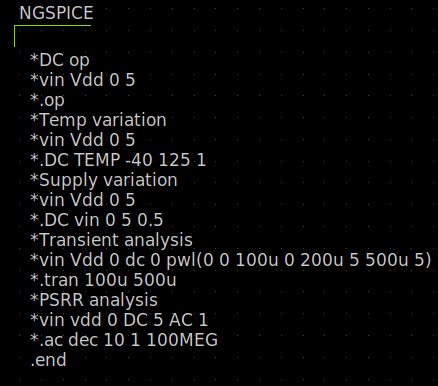 NGSPICE
*DC op
*vin Vdd 0 5
*.op
*Temp variation
*vin Vdd 0 5
*.DC TEMP -40 125 1
*Supply variation
*vin Vdd 0 5
*.DC vin 0 5 0.5
*Transient analysis
*vin Vdd 0 dc 0 pwl(0 0 100u 0 200u 5 500u 5)
*.tran 100u 500u
*PSRR analysis
*vin vdd 0 DC 5 AC 1
*.ac dec 10 1 100MEG
.end